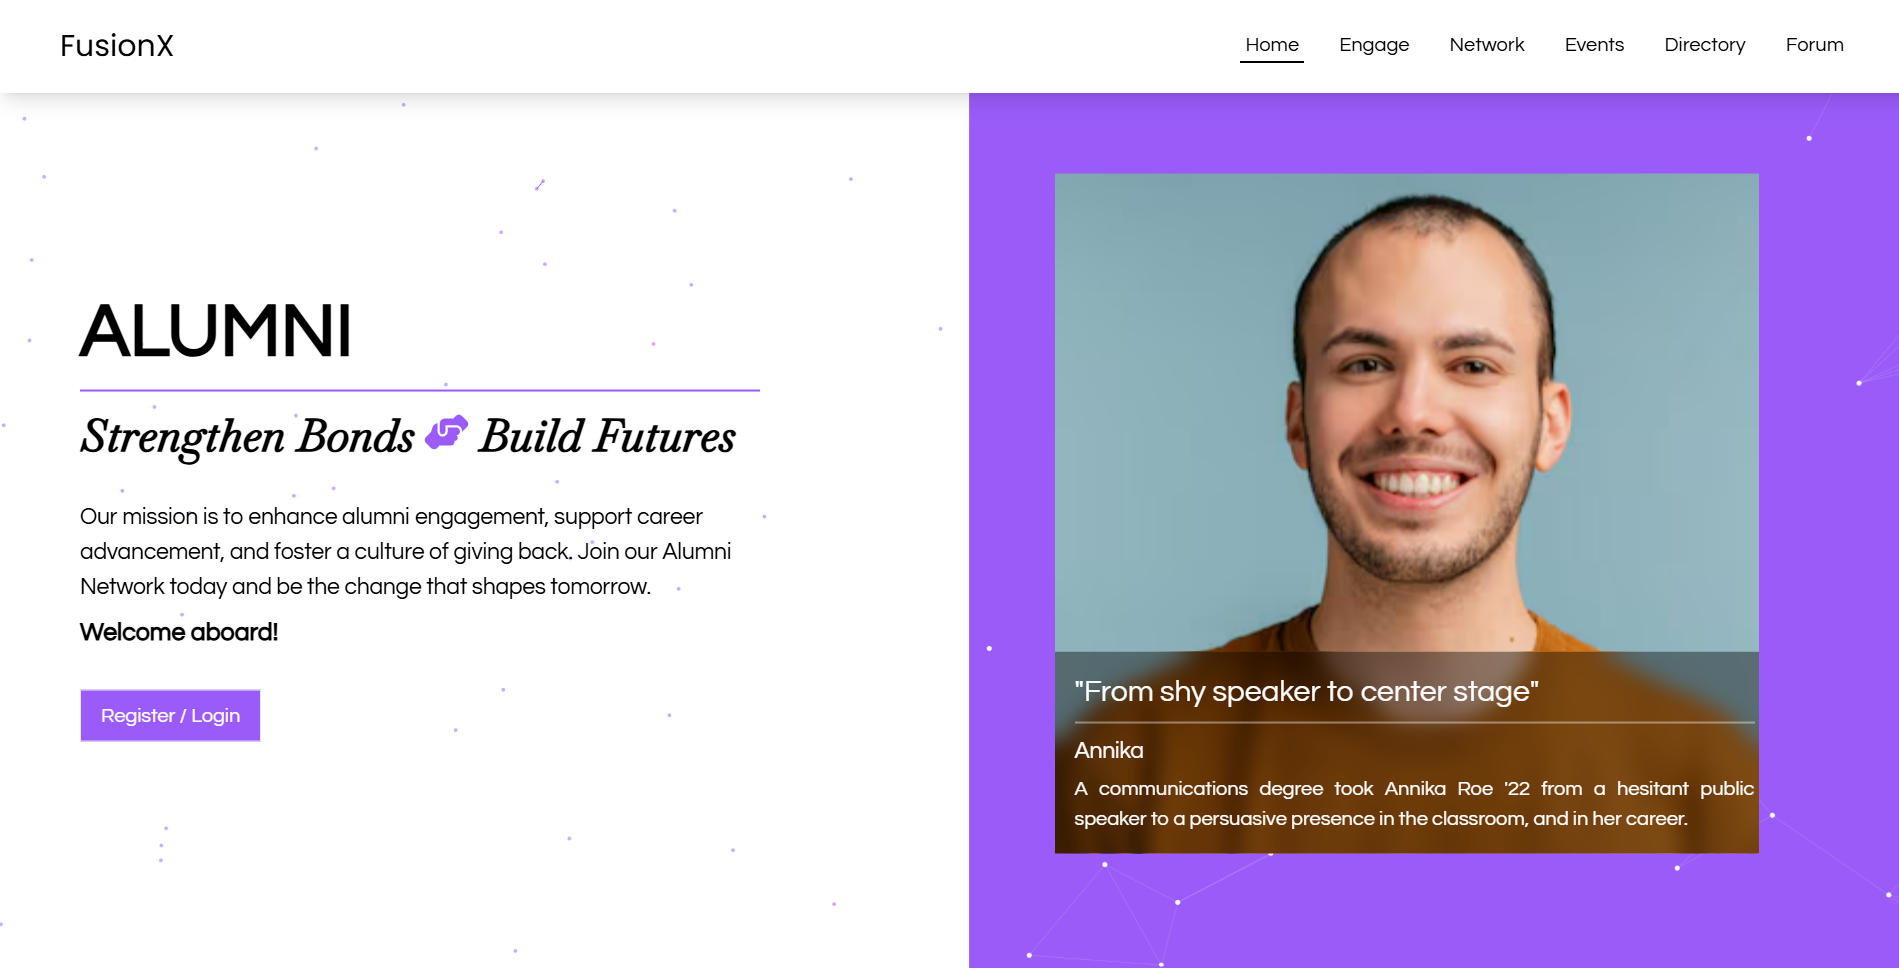 FusionX
Home Engage Network Events Directory Forum
ALUMNI
Strengthen Bonds Build Futures
Our mission is to enhance alumni engagement, support career
advancement, and foster a culture of giving back. Join our Alumni
Network today and be the change that shapes tomorrow.
Welcome aboard!
Register / Login
"From shy speaker to center stage"
Annika
A communications degree took Annika Roe '22 from a hesitant public
speaker to a persuasive presence in the classroom, and in her career.